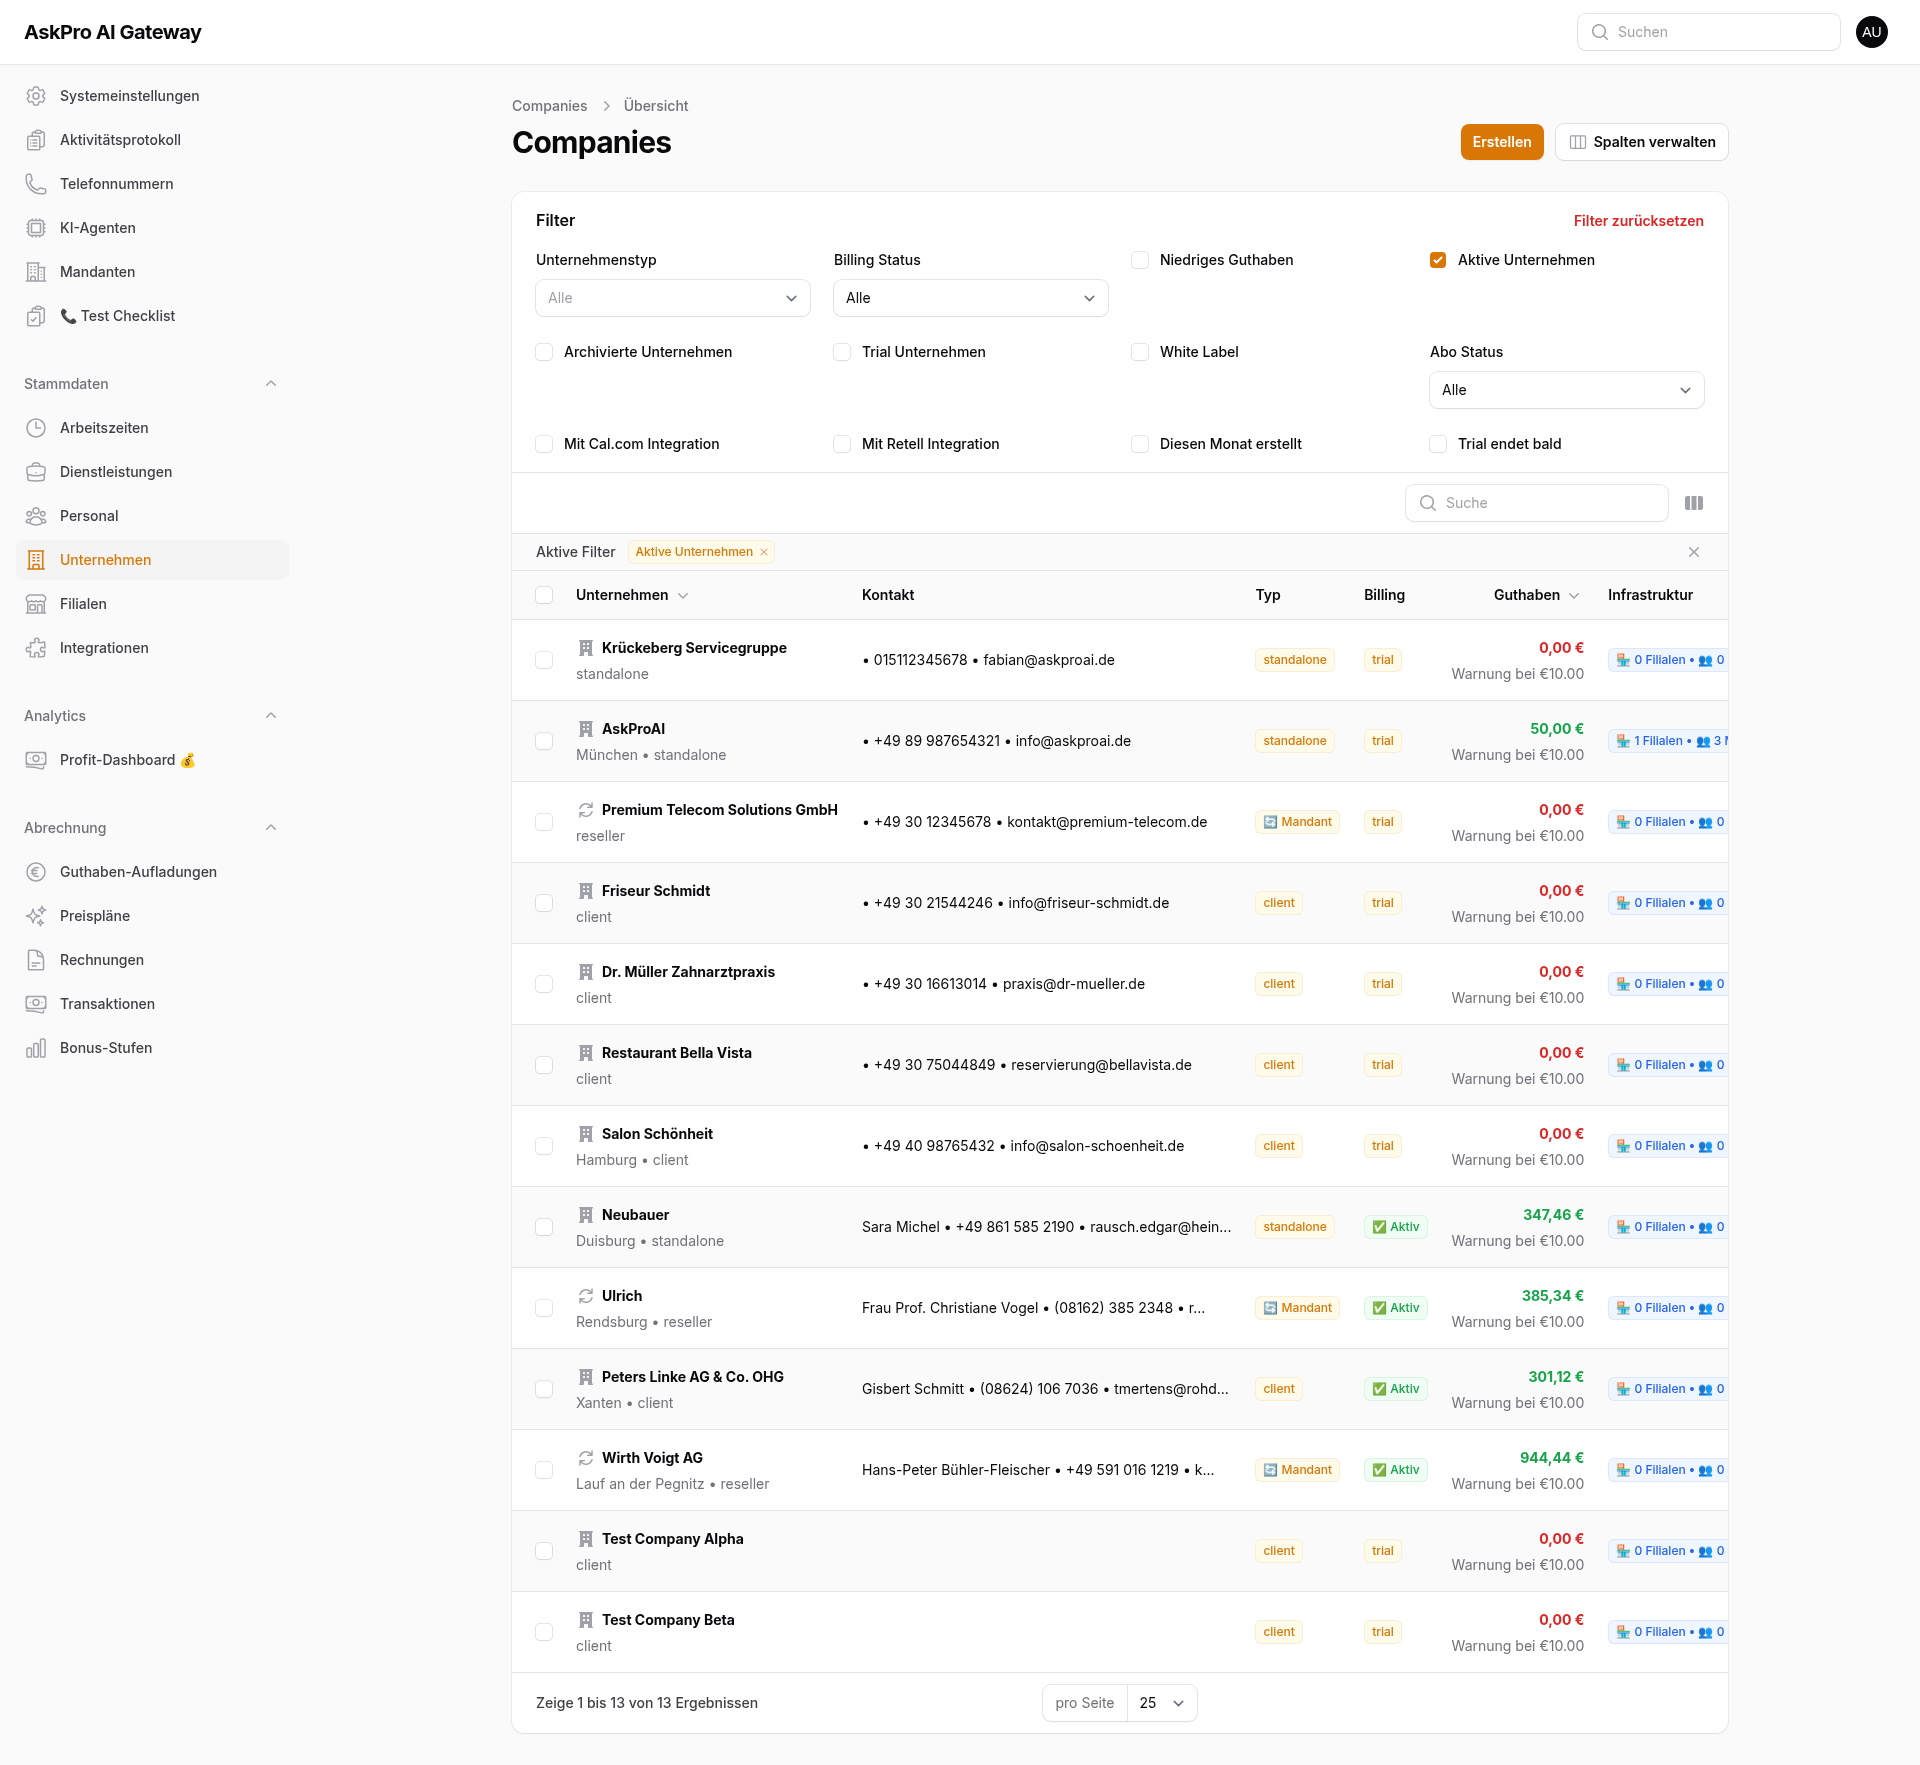 AskPro AI Gateway
Suchen
AU
Systemeinstellungen
Aktivitätsprotokoll
Telefonnummern
KI-Agenten
Mandanten
📞 Test Checklist
Stammdaten
Arbeitszeiten
Dienstleistungen
Personal
Unternehmen
Filialen
Integrationen
Analytics
Profit-Dashboard 💰
Abrechnung
Guthaben-Aufladungen
Preispläne
Rechnungen
Transaktionen
Bonus-Stufen
Companies Übersicht
Companies
Erstellen
Spalten verwalten
Filter
Filter zurücksetzen
Unternehmenstyp
Alle
Billing Status
Alle
Niedriges Guthaben
Aktive Unternehmen
Archivierte Unternehmen
Trial Unternehmen
White Label
Abo Status
Alle
Mit Cal.com Integration
Mit Retell Integration
Diesen Monat erstellt
Trial endet bald
Suche
Aktive Filter Aktive Unternehmen
Unternehmen Kontakt Typ Billing Guthaben Infrastruktur
Krückeberg Servicegruppe
standalone
• 015112345678 • fabian@askproai.de
standalone
trial
0,00 €
Warnung bei €10.00
🏪 0 Filialen • 👥 0
AskProAI
München • standalone
• +49 89 987654321 • info@askproai.de
standalone
trial
50,00 €
Warnung bei €10.00
🏪 1 Filialen • 👥 3
Premium Telecom Solutions GmbH
reseller
• +49 30 12345678 • kontakt@premium-telecom.de
🔄 Mandant
trial
0,00 €
Warnung bei €10.00
🏪 0 Filialen • 👥 0
Friseur Schmidt
client
• +49 30 21544246 • info@friseur-schmidt.de
client
trial
0,00 €
Warnung bei €10.00
🏪 0 Filialen • 👥 0
Dr. Müller Zahnarztpraxis
client
• +49 30 16613014 • praxis@dr-mueller.de
client
trial
0,00 €
Warnung bei €10.00
🏪 0 Filialen • 👥 0
Restaurant Bella Vista
client
• +49 30 75044849 • reservierung@bellavista.de
client
trial
0,00 €
Warnung bei €10.00
🏪 0 Filialen • 👥 0
Salon Schönheit
Hamburg • client
• +49 40 98765432 • info@salon-schoenheit.de
client
trial
0,00 €
Warnung bei €10.00
🏪 0 Filialen • 👥 0
Neubauer
Duisburg • standalone
Sara Michel • +49 861 585 2190 • rausch.edgar@hein...
standalone
✅ Aktiv
347,46 €
Warnung bei €10.00
🏪 0 Filialen • 👥 0
Ulrich
Rendsburg • reseller
Frau Prof. Christiane Vogel • (08162) 385 2348 • r...
🔄 Mandant
✅ Aktiv
385,34 €
Warnung bei €10.00
🏪 0 Filialen • 👥 0
Peters Linke AG & Co. OHG
Xanten • client
Gisbert Schmitt • (08624) 106 7036 • tmertens@rohd...
client
✅ Aktiv
301,12 €
Warnung bei €10.00
🏪 0 Filialen • 👥 0
Wirth Voigt AG
Lauf an der Pegnitz • reseller
Hans-Peter Bühler-Fleischer • +49 591 016 1219 • k...
🔄 Mandant
✅ Aktiv
944,44 €
Warnung bei €10.00
🏪 0 Filialen • 👥 0
Test Company Alpha
client
client
trial
0,00 €
Warnung bei €10.00
🏪 0 Filialen • 👥 0
Test Company Beta
client
client
trial
0,00 €
Warnung bei €10.00
🏪 0 Filialen • 👥 0
Zeige 1 bis 13 von 13 Ergebnissen
pro Seite 25